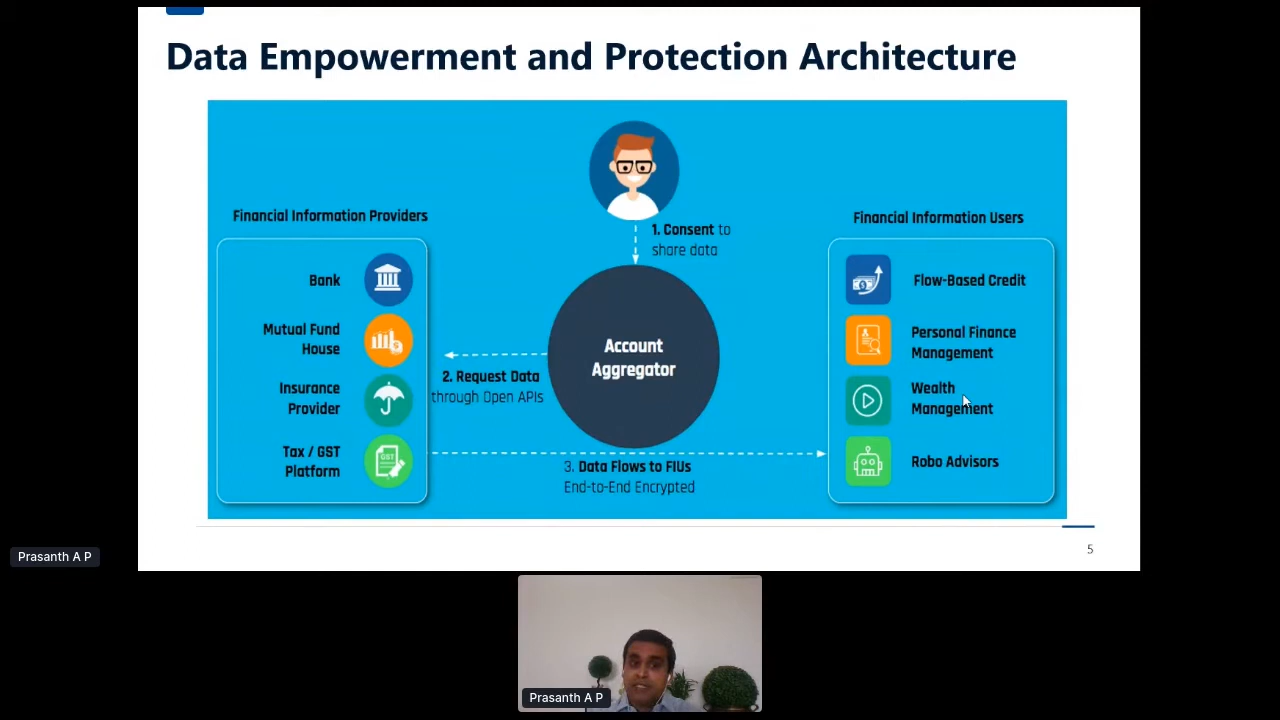 Data Empowerment and Protection Architecture
Financial Information Providers
Bank
Mutual Fund
House
Insurance
Provider
Tax / GST
Platform
GST
1. Consent to
share data
Account
Aggregator
2. Request Data
through Open APIs
3. Data Flows to FIUs
End-to-End Encrypted
Financial Information Users
Flow-Based Credit
Personal Finance
Management
Wealth
Management
Robo Advisors
5
Prasanth A P
Prasanth A P